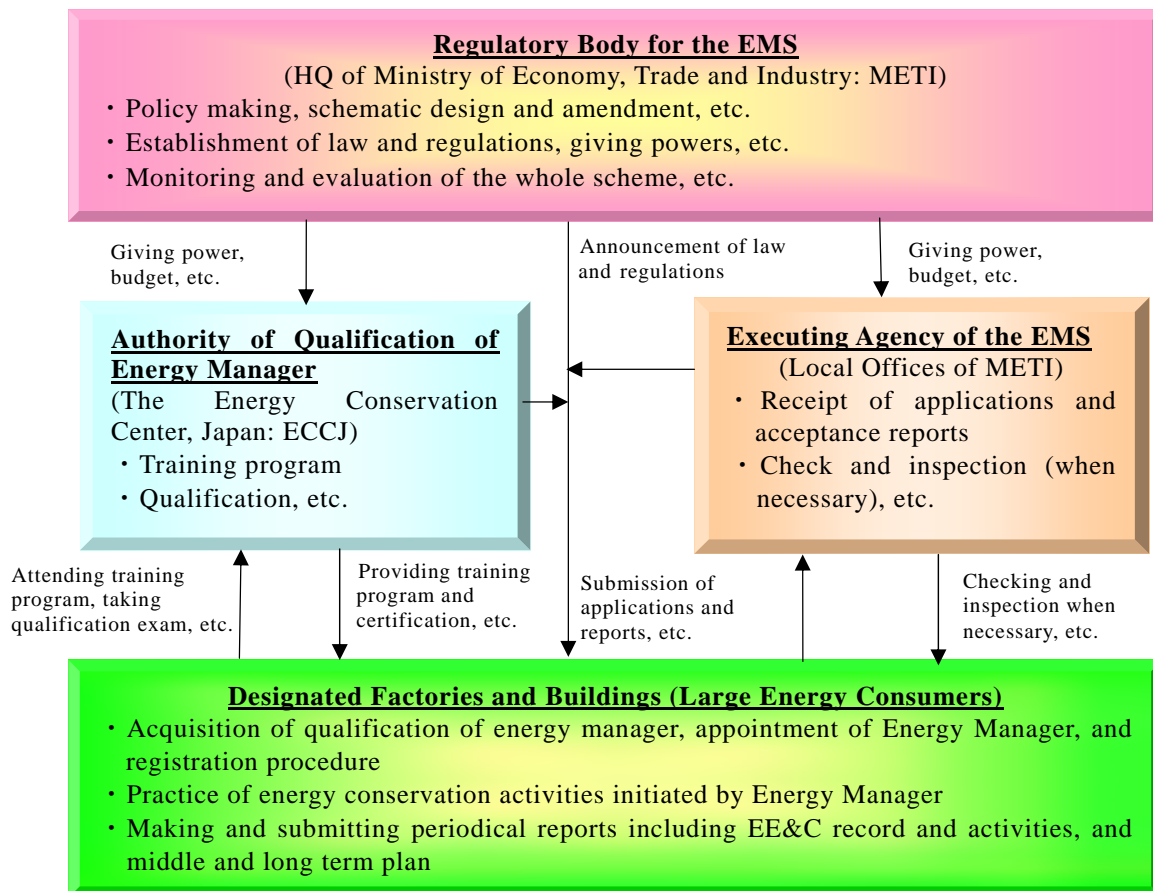 Regulatory Body for the EMS
(HQ of Ministry of Economy, Trade and Industry: METI)
・Policy making, schematic design and amendment, etc.
・Establishment of law and regulations, giving powers, etc.
・Monitoring and evaluation of the whole scheme, etc.
Giving power,
budget, etc.
Announcement of law
and regulations
Giving power,
budget, etc.
Authority of Qualification of
Energy Manager
(The Energy Conservation
Center, Japan: ECCJ)
・Training program
・Qualification, etc.
Executing Agency of the EMS
(Local Offices of METI)
・Receipt of applications and
acceptance reports
・Check and inspection (when
necessary), etc.
Attending training
program, taking
qualification exam, etc.
Providing training
program and
certification, etc.
Submission of
applications and
reports, etc.
Checking and
inspection when
necessary, etc.
Designated Factories and Buildings (Large Energy Consumers)
・Acquisition of qualification of energy manager, appointment of Energy Manager, and
registration procedure
・Practice of energy conservation activities initiated by Energy Manager
・Making and submitting periodical reports including EE&C record and activities, and
middle and long term plan